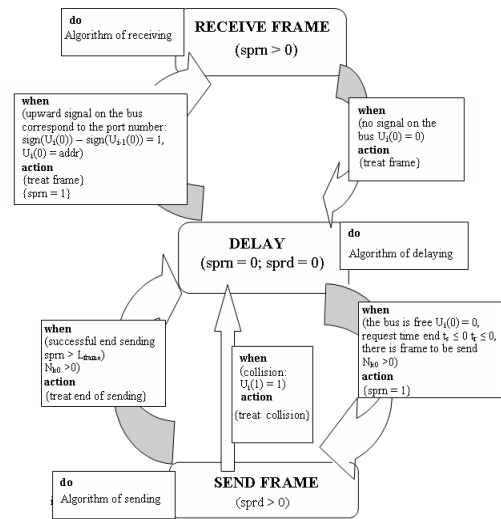 do
Algorithm of receiving
RECEIVE FRAME
(sprn > 0)
when
(upward signal on the bus
correspond to the port number:
sign(Uᵢ(0)) – sign(Uᵢ₋₁(0)) = 1,
Uᵢ(0) = addr)
action
(treat frame)
{sprn = 1}
when
(no signal on the
bus Uᵢ(0) = 0)
action
(treat frame}
DELAY
(sprn = 0; sprd = 0)
do
Algorithm of delaying
when
(the bus is free Uᵢ(0) = 0,
request time end tₑ ≤ 0 tᵣ ≤ 0,
there is frame to be send
Nₖ₀ >0)
action
{sprn = 1}
when
(successful end sending
sprn > L_frame)
Nₖ₀ >0)
action
(treat end of sending}
when
(collision:
Uᵢ(1) = 1)
action
(treat collision}
do
Algorithm of sending
SEND FRAME
(sprd > 0)